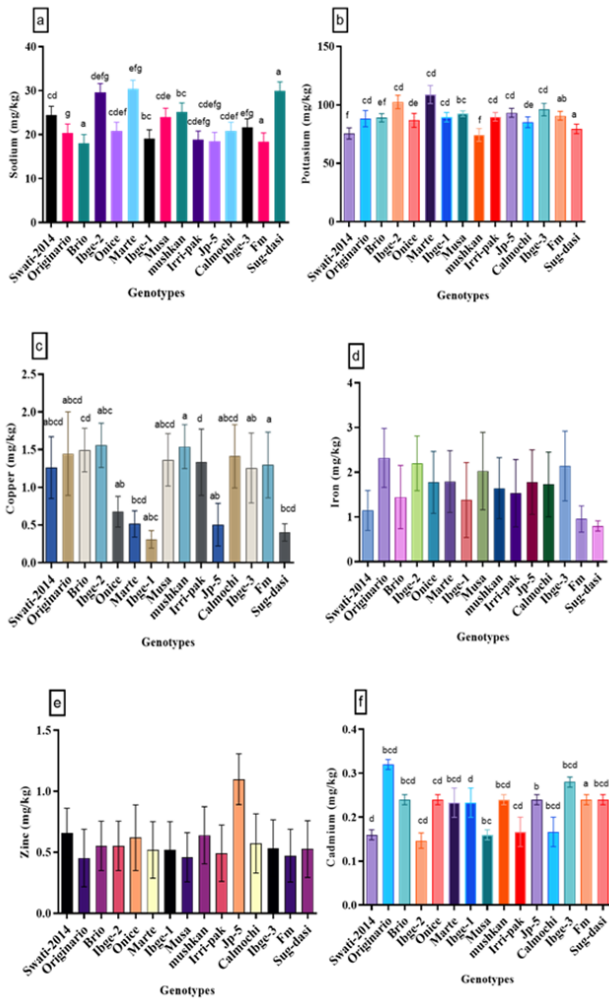 a
Sodium (mg/kg)
40
30
20
10
0
cd g a defg cdef efg bc cde bc cdefg cdefg cdef efg a a
Swati-2014 Originario Brio Ibge-2 Onice Marte Ibge-1 Musa mushkan Irri-pak Jp-5 Calmochi Ibge-3 Fm Sug-dasi
Genotypes
b
Pottasium (mg/kg)
150
100
50
0
f cd ef cd de cd cd bc f cd cd de cd ab a
Swati-2014 Originario Brio Ibge-2 Onice Marte Ibge-1 Musa mushkan Irri-pak Jp-5 Calmochi Ibge-3 Fm Sug-dasi
Genotypes
c
Copper (mg/kg)
2.5
2.0
1.5
1.0
0.5
0.0
abcd abcd cd abc ab bcd abc abcd a d ab abcd ab a bcd
Swati-2014 Originario Brio Ibge-2 Onice Marte Ibge-1 Musa mushkan Irri-pak Jp-5 Calmochi Ibge-3 Fm Sug-dasi
Genotypes
d
Iron (mg/kg)
4
3
2
1
0
Swati-2014 Originario Brio Ibge-2 Onice Marte Ibge-1 Musa mushkan Irri-pak Jp-5 Calmochi Ibge-3 Fm Sug-dasi
Genotypes
e
Zinc (mg/kg)
1.5
1.0
0.5
0.0
Swati-2014 Originario Brio Ibge-2 Onice Marte Ibge-1 Musa mushkan Irri-pak Jp-5 Calmochi Ibge-3 Fm Sug-dasi
Genotypes
f
Cadmium (mg/kg)
0.4
0.3
0.2
0.1
0.0
d bcd bcd cd cd bcd d bcd bcd cd b bcd bcd a bcd
Swati-2014 Originario Brio Ibge-2 Onice Marte Ibge-1 Musa mushkan Irri-pak Jp-5 Calmochi Ibge-3 Fm Sug-dasi
Genotypes